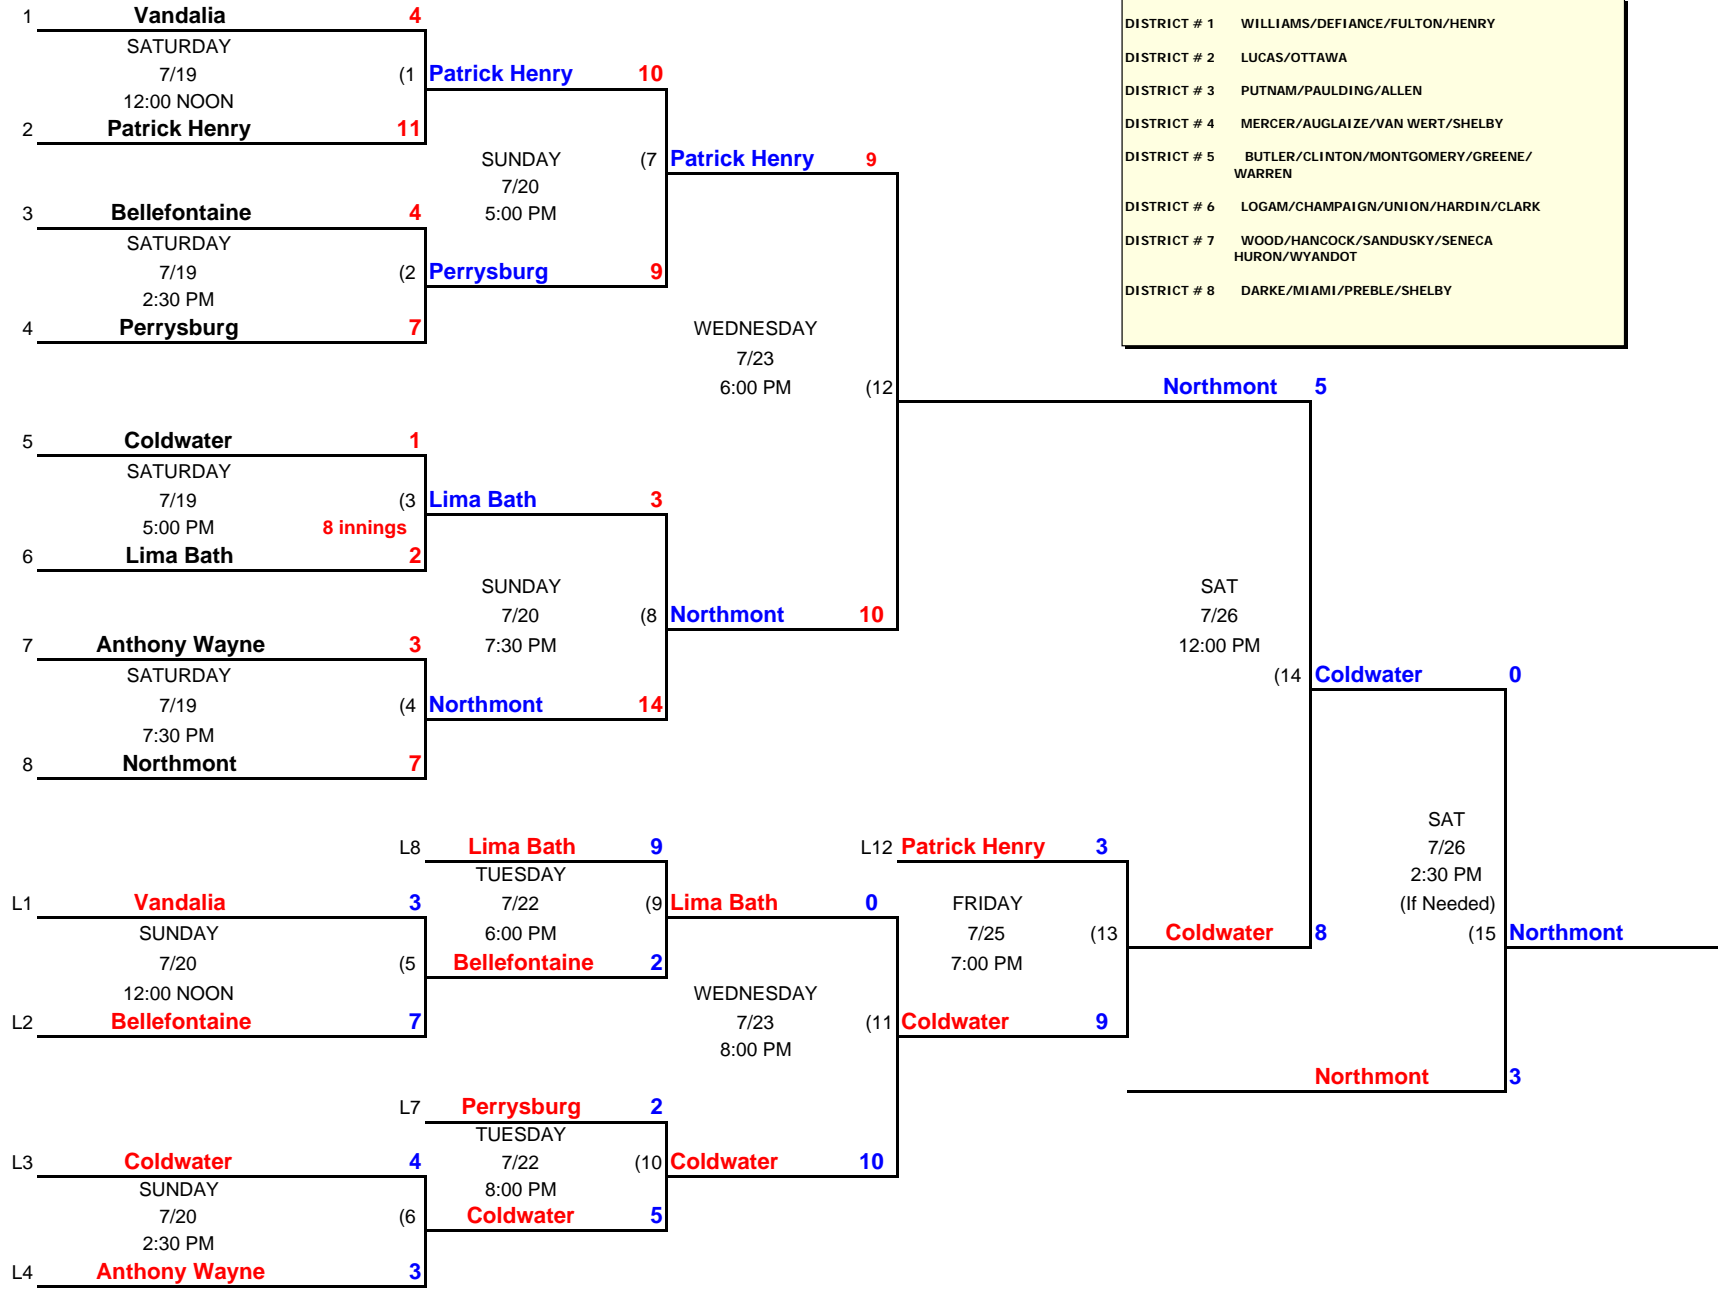 1 Vandalia 4
SATURDAY
7/19 (1 Patrick Henry 10
12:00 NOON
2 Patrick Henry 11
SUNDAY (7 Patrick Henry 9
7/20
5:00 PM
3 Bellefontaine 4
SATURDAY
7/19 (2 Perrysburg 9
2:30 PM
4 Perrysburg 7
WEDNESDAY
7/23
6:00 PM (12
DISTRICT # 1 WILLIAMS/DEFIANCE/FULTON/HENRY
DISTRICT # 2 LUCAS/OTTAWA
DISTRICT # 3 PUTNAM/PAULDING/ALLEN
DISTRICT # 4 MERCER/AUGLAIZE/VAN WERT/SHELBY
DISTRICT # 5 BUTLER/CLINTON/MONTGOMERY/GREENE/
WARREN
DISTRICT # 6 LOGAM/CHAMPAIGN/UNION/HARDIN/CLARK
DISTRICT # 7 WOOD/HANCOCK/SANDUSKY/SENECA
HURON/WYANDOT
DISTRICT # 8 DARKE/MIAMI/PREBLE/SHELBY
Northmont 5
5 Coldwater 1
SATURDAY
7/19 (3 Lima Bath 3
5:00 PM 8 innings
6 Lima Bath 2
SUNDAY
7/20 (8 Northmont 10
7:30 PM
7 Anthony Wayne 3
SATURDAY
7/19 (4 Northmont 14
7:30 PM
8 Northmont 7
SAT
7/26
12:00 PM
(14 Coldwater 0
L8 Lima Bath 9
TUESDAY
7/22 (9 Lima Bath 0
6:00 PM
Bellefontaine 2
L1 Vandalia 3
SUNDAY
7/20 (5
12:00 NOON
L2 Bellefontaine 7
WEDNESDAY
7/23 (11 Coldwater 9
8:00 PM
L12 Patrick Henry 3
FRIDAY
7/25 (13 Coldwater 8
7:00 PM
SAT
7/26
2:30 PM
(If Needed)
(15 Northmont
Northmont 3
L7 Perrysburg 2
TUESDAY
7/22 (10 Coldwater 10
8:00 PM
Coldwater 5
L3 Coldwater 4
SUNDAY
7/20 (6
2:30 PM
L4 Anthony Wayne 3